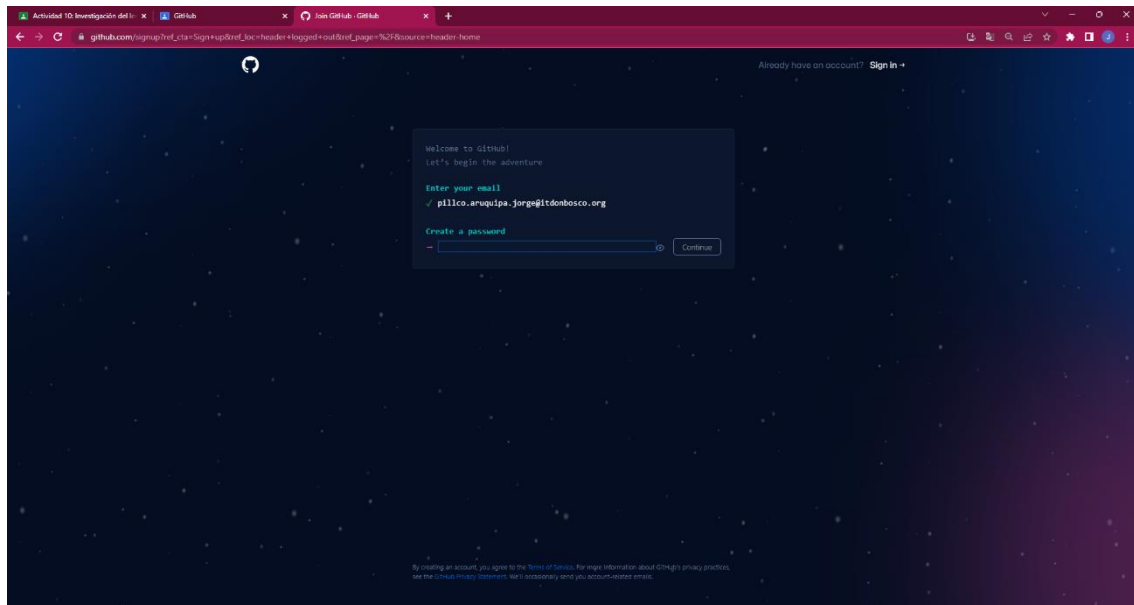 Actividad 10: Investigación del le
GitHub
Join GitHub · GitHub
github.com/signup?ref_cta=Sign+up&ref_loc=header+logged+out&ref_page=%2F&source=header-home
J
Already have an account? Sign in →
Welcome to GitHub!
Let's begin the adventure
Enter your email
✓ pillco.aruquipa.jorge@itdonbosco.org
Create a password
→
Continue
By creating an account, you agree to the Terms of Service. For more information about GitHub's privacy practices,
see the GitHub Privacy Statement. We'll occasionally send you account-related emails.